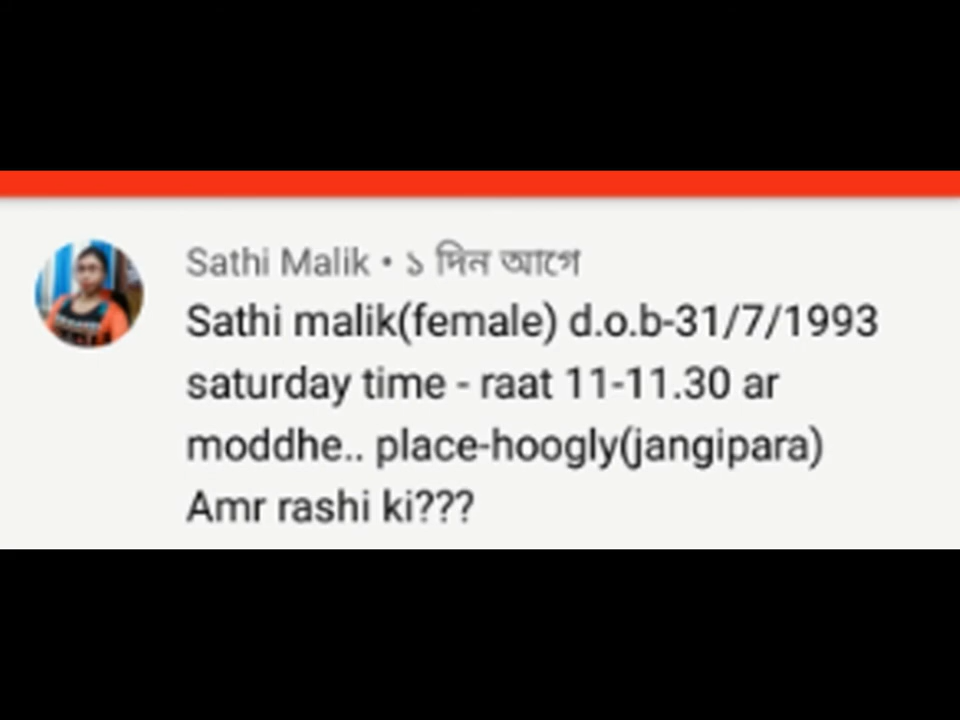 Sathi Malik • ১ দিন আগে
Sathi malik(female) d.o.b-31/7/1993
saturday time - raat 11-11.30 ar
moddhe.. place-hoogly(jangipara)
Amr rashi ki???